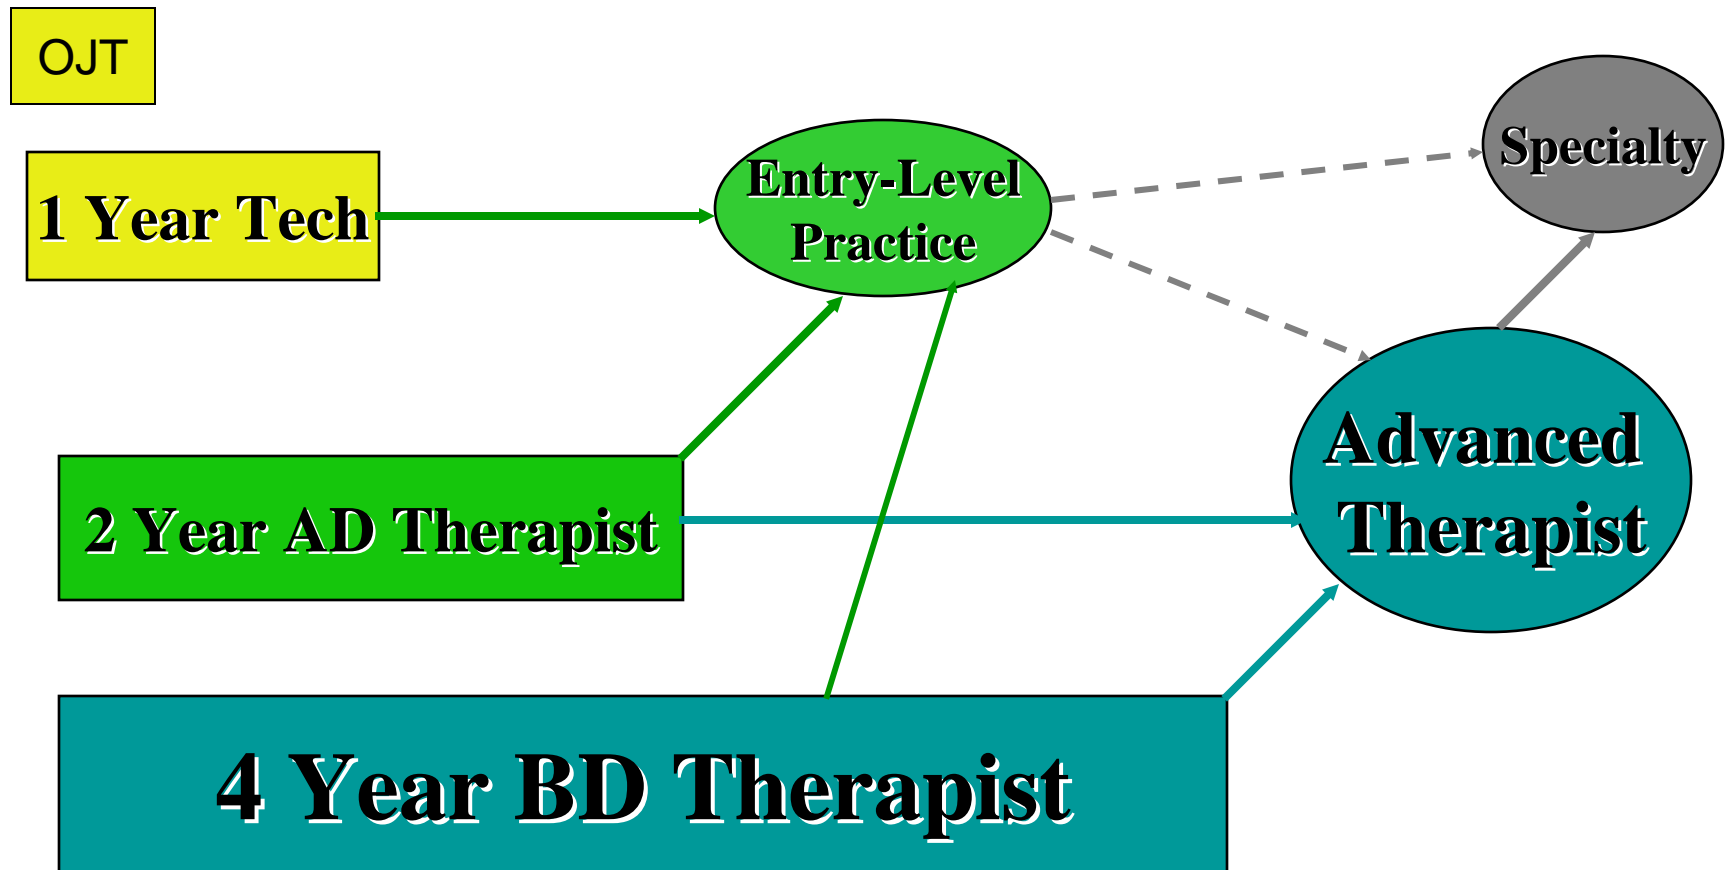 OJT
1 Year Tech
Entry-Level
Practice
Specialty
2 Year AD Therapist
Advanced
Therapist
4 Year BD Therapist